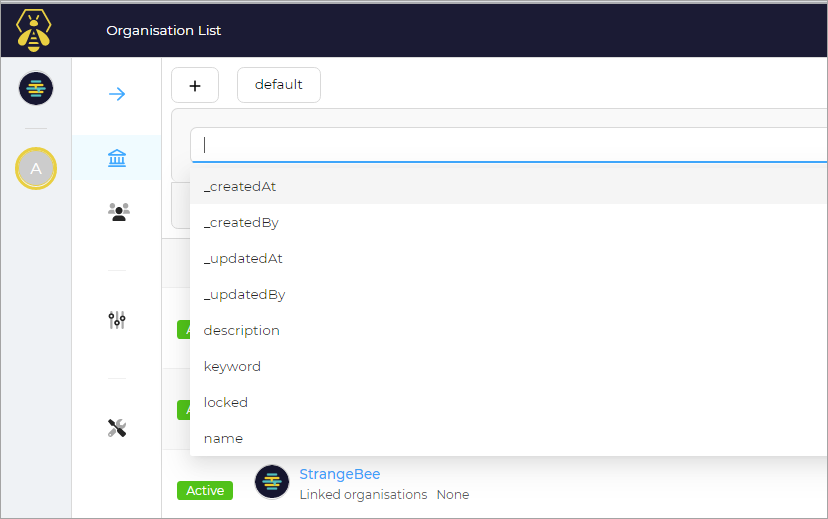 Organisation List
+ default
A
_createdAt
_createdBy
_updatedAt
_updatedBy
description
keyword
locked
name
StrangeBee
Active
Linked organisations None